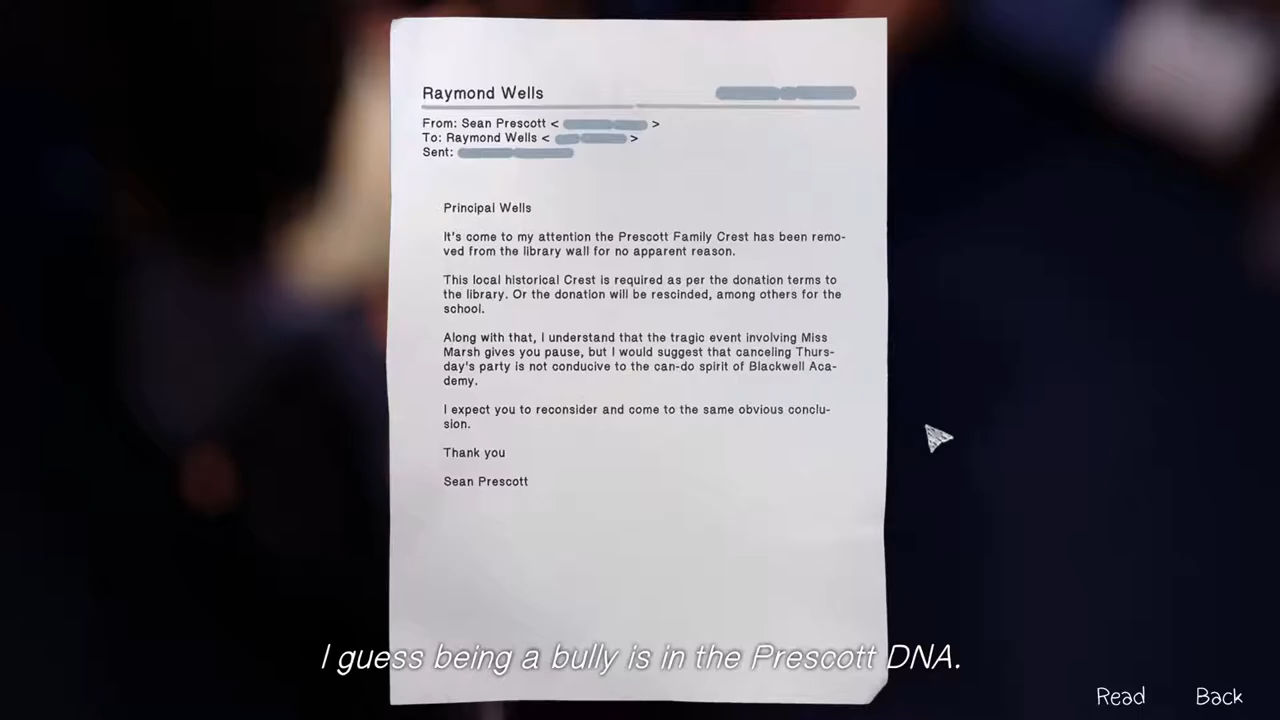 Raymond Wells
From: Sean Prescott < >
To: Raymond Wells < >
Sent:
Principal Wells
It's come to my attention the Prescott Family Crest has been remo-
ved from the library wall for no apparent reason.
This local historical Crest is required as per the donation terms to
the library. Or the donation will be rescinded, among others for the
school.
Along with that, I understand that the tragic event involving Miss
Marsh gives you pause, but I would suggest that canceling Thurs-
day's party is not conducive to the can-do spirit of Blackwell Aca-
demy.
I expect you to reconsider and come to the same obvious conclu-
sion.
Thank you
Sean Prescott
I guess being a bully is in the Prescott DNA.
Read Back